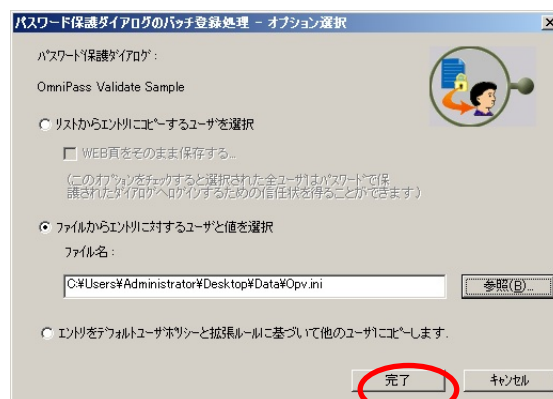 パスワード保護ダイアログのバッチ登録処理 - オプション選択
パスワード保護ダイアログ:
OmniPass Validate Sample
リストからエントリにコピーするユーザを選択
WEB頁をそのまま保存する...
(このオプションをチェックすると選択された全ユーザはパスワードで保
護されたダイアログへログインするための信任状を得ることができます)
ファイルからエントリに対するユーザと値を選択
ファイル名:
C:¥Users¥Administrator¥Desktop¥Data¥Opv.ini
参照(B)...
エントリをデフォルトユーザポリシーと拡張ルールに基づいて他のユーザにコピーします.
完了
キャンセル